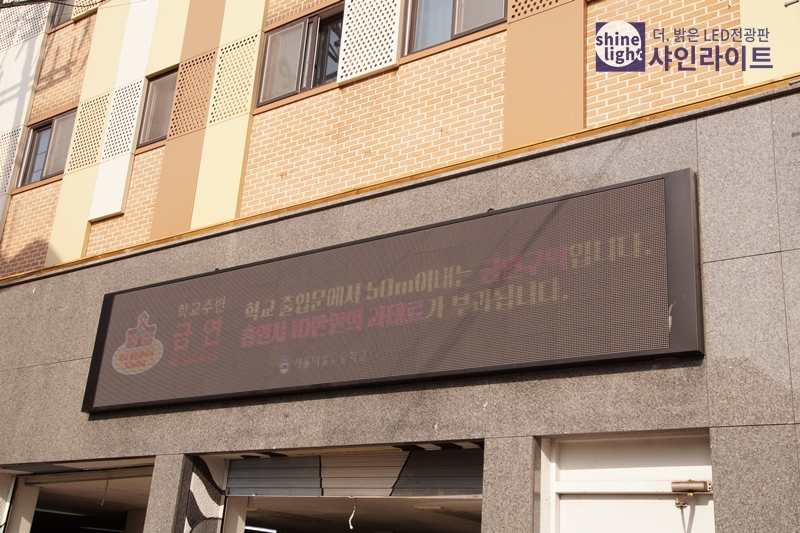 shine light
더, 밝은 LED전광판
샤인라이트
학교주변
금연
학교 출입문에서 50m이내는 금연구역입니다.
흡연시 10만원의 과태료가 부과됩니다.